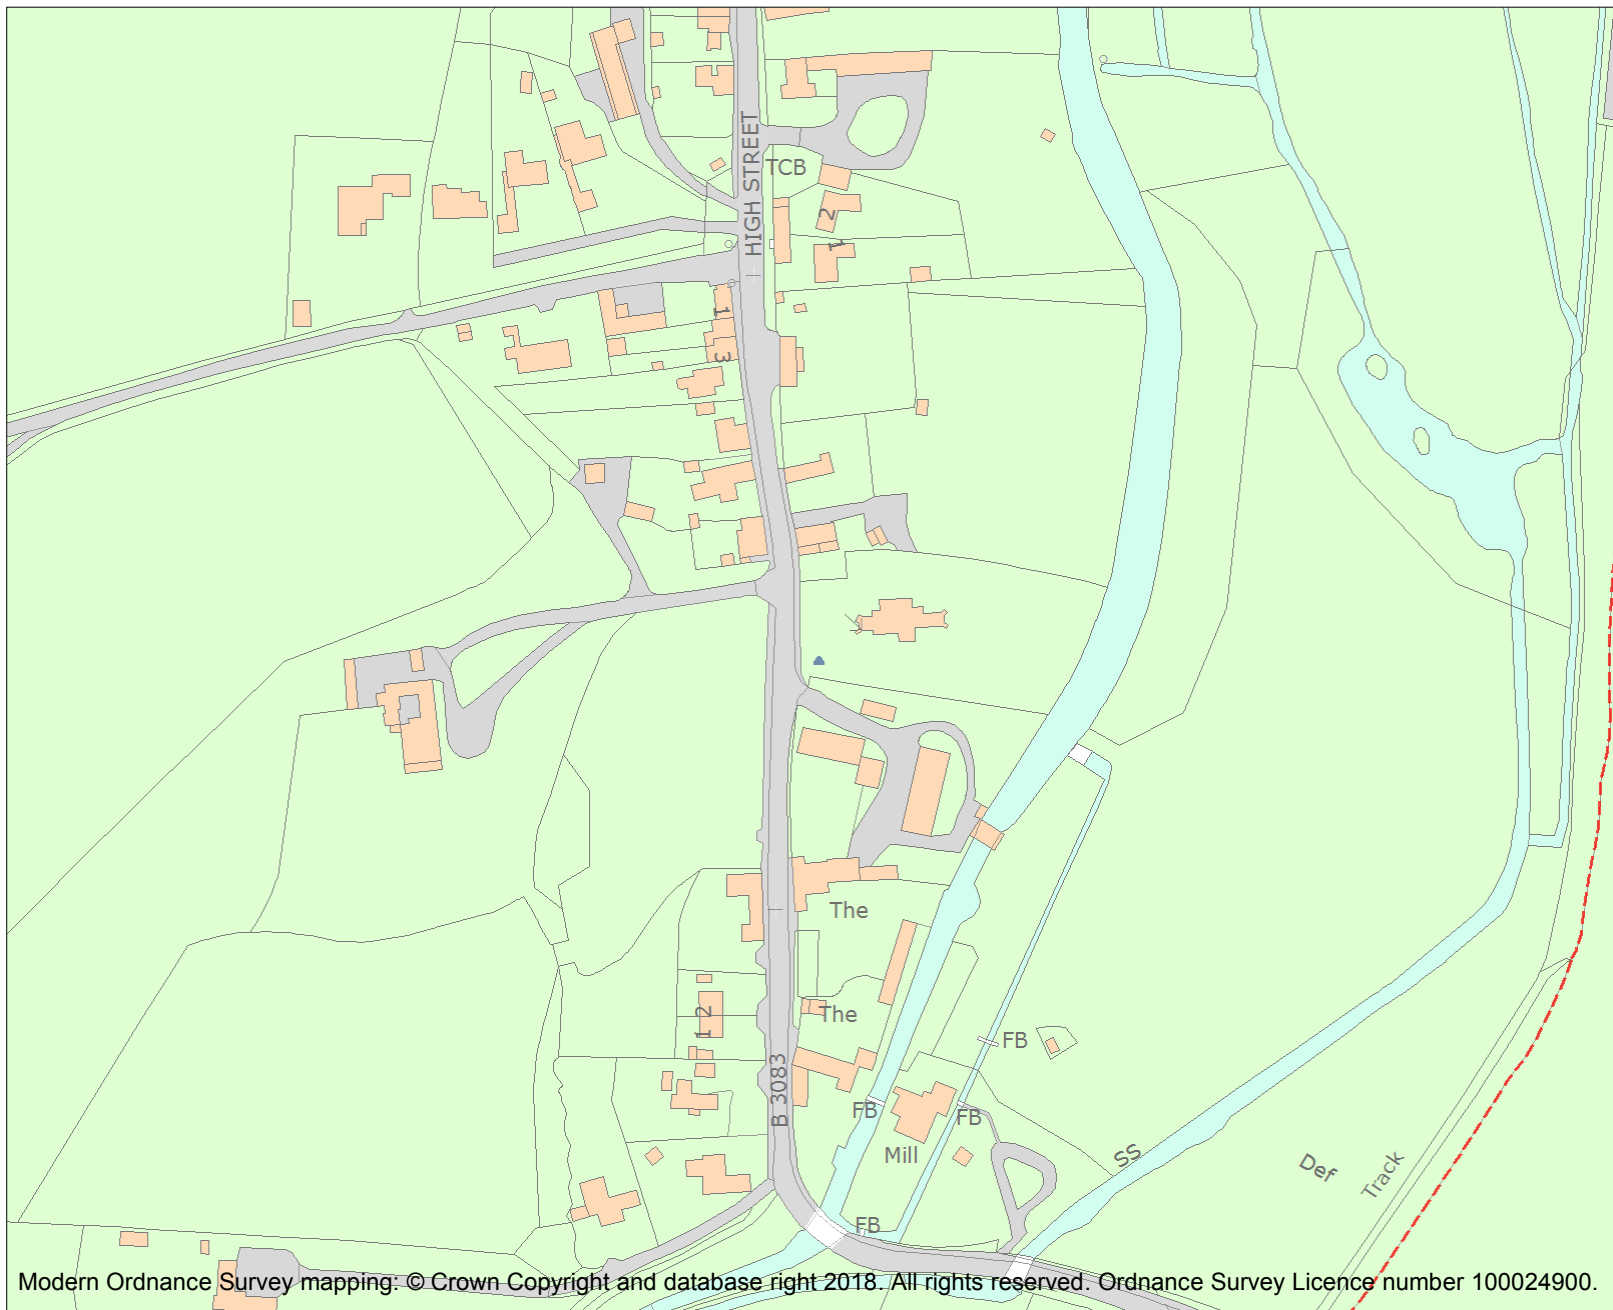 HIGH STREET
TCB
2
1
1
3
The
The
1 2
B 3083
FB
FB
FB
Mill
SS
Def
Track
FB
Modern Ordnance Survey mapping: © Crown Copyright and database right 2018. All rights reserved. Ordnance Survey Licence number 100024900.